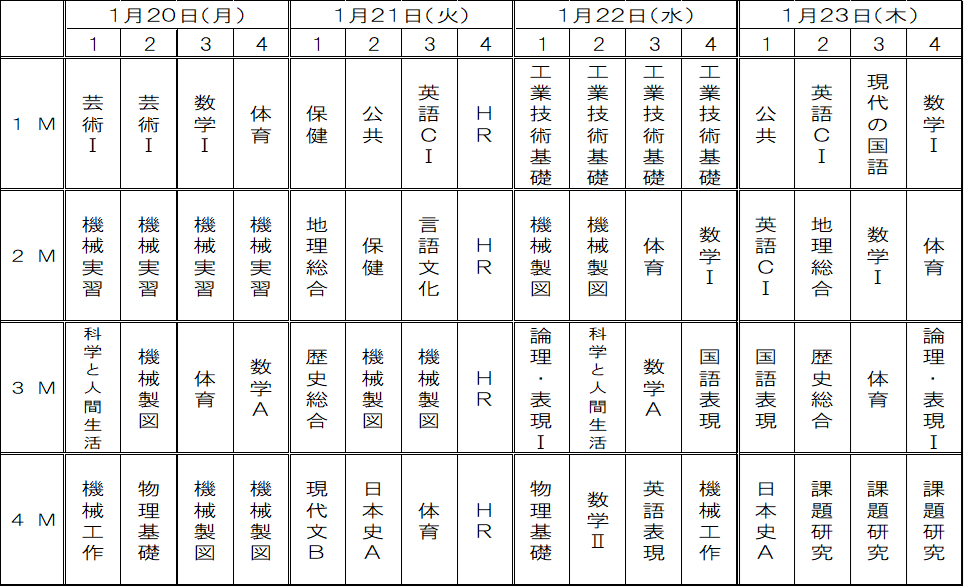 1月20日(月) 1月21日(火) 1月22日(水) 1月23日(木)
1 2 3 4 1 2 3 4 1 2 3 4 1 2 3 4
1 M 芸術Ⅰ 芸術Ⅰ 数学Ⅰ 体育 保健 公共 英語CⅠ HR 工業技術基礎 工業技術基礎 工業技術基礎 工業技術基礎 公共 英語CⅠ 現代の国語 数学Ⅰ
2 M 機械実習 機械実習 機械実習 機械実習 地理総合 保健 言語文化 HR 機械製図 機械製図 体育 数学Ⅰ 英語CⅠ 地理総合 数学Ⅰ 体育
3 M 科学と人間生活 機械製図 体育 数学A 歴史総合 機械製図 機械製図 HR 論理・表現Ⅰ 科学と人間生活 数学A 国語表現 国語表現 歴史総合 体育 論理・表現Ⅰ
4 M 機械工作 物理基礎 機械製図 機械製図 現代文B 日本史A 体育 HR 物理基礎 数学Ⅱ 英語表現 機械工作 日本史A 課題研究 課題研究 課題研究